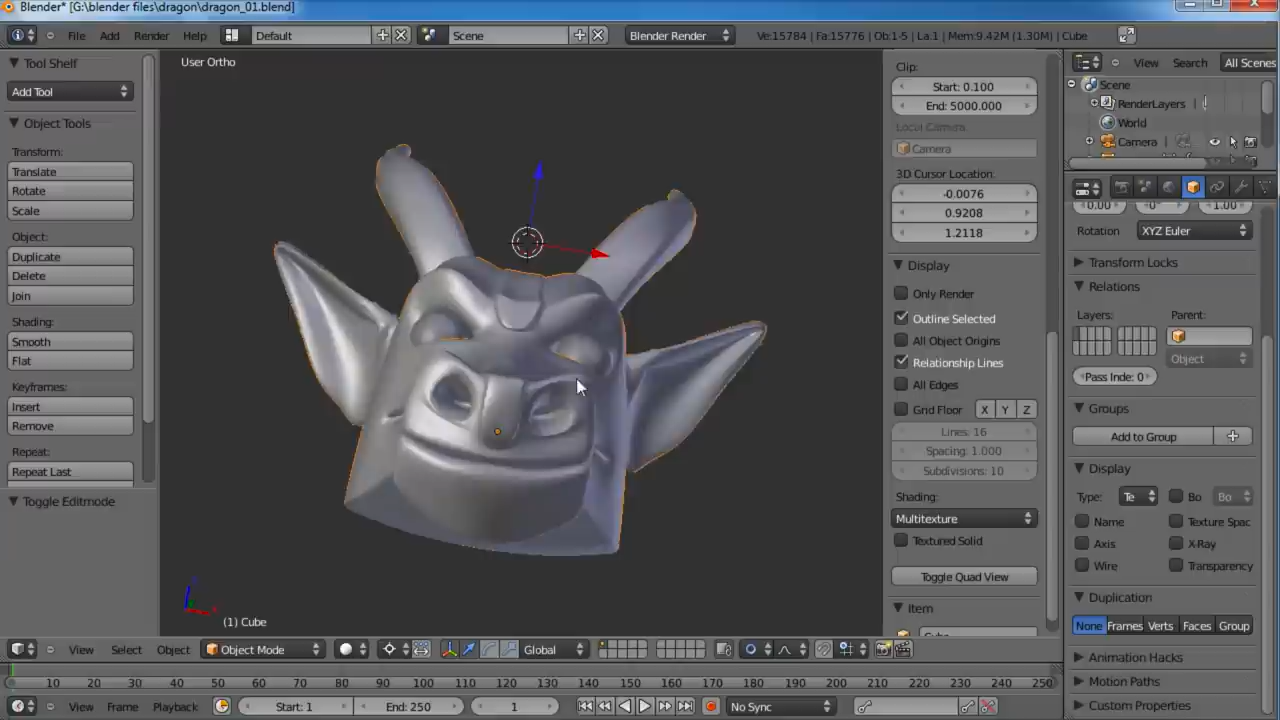 Blender* [G:\blender files\dragon\dragon_01.blend]
File Add Render Help Default Scene Blender Render Ve:15784 | Fa:15776 | Ob:1-5 | La:1 | Mem:9.42M (1.30M) | Cube
Tool Shelf
Add Tool
Object Tools
Transform:
Translate
Rotate
Scale
Object:
Duplicate
Delete
Join
Shading:
Smooth
Flat
Keyframes:
Insert
Remove
Repeat:
Repeat Last
Toggle Editmode
User Ortho
(1) Cube
Clip:
Start: 0.100
End: 5000.000
Local Camera
Camera
3D Cursor Location:
-0.0076
0.9208
1.2118
Display
Only Render
Outline Selected
All Object Origins
Relationship Lines
All Edges
Grid Floor X Y Z
Lines: 16
Spacing: 1.000
Subdivisions: 10
Shading:
Multitexture
Textured Solid
Toggle Quad View
Item
View Search All Scenes
Scene
RenderLayers
World
Camera
0.00 0° 1.00
Rotation XYZ Euler
Transform Locks
Relations
Layers: Parent:
Object
Pass Inde: 0
Groups
Add to Group
Display
Type: Te Bo Bo
Name Texture Spac
Axis X-Ray
Wire Transparency
Duplication
None Frames Verts Faces Group
Animation Hacks
Motion Paths
Custom Properties
View Select Object Object Mode Global
10 20 30 40 50 60 70 80 90 100 110 120 130 140 150 160 170 180 190 200 210 220 230 240 250
View Frame Playback Start: 1 End: 250 1 No Sync